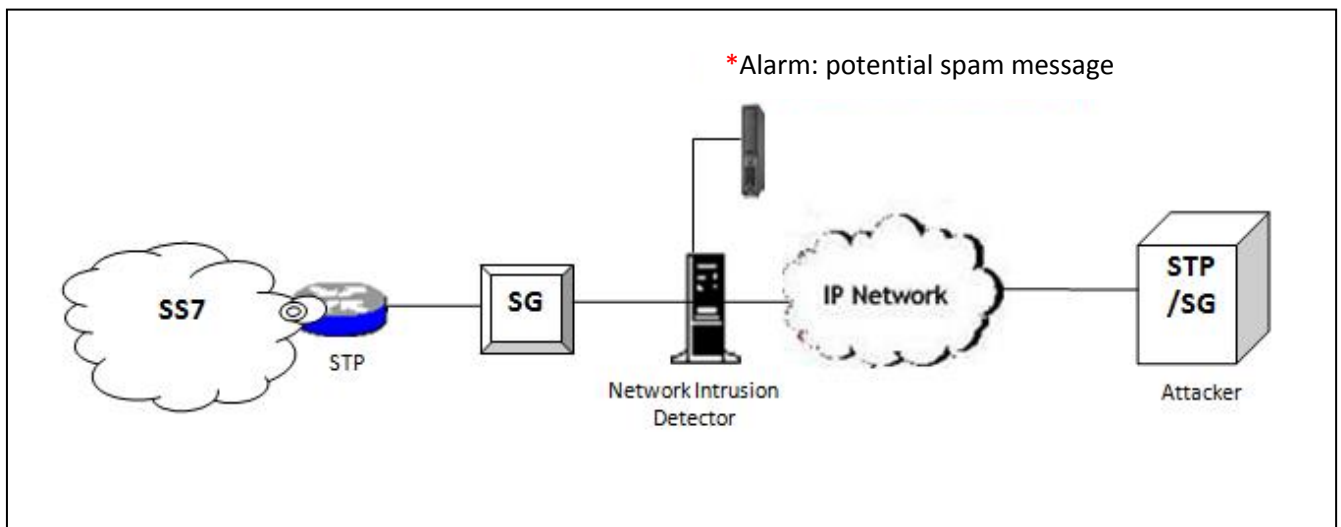 *Alarm: potential spam message
SS7
STP
SG
Network Intrusion
Detector
IP Network
STP
/SG
Attacker